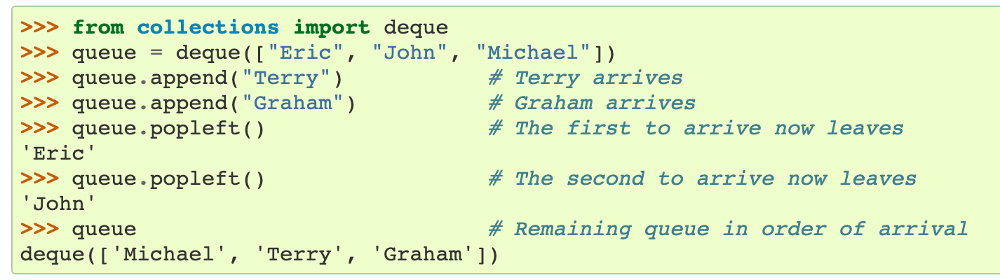 >>> from collections import deque
>>> queue = deque(["Eric", "John", "Michael"])
>>> queue.append("Terry")           # Terry arrives
>>> queue.append("Graham")          # Graham arrives
>>> queue.popleft()                 # The first to arrive now leaves
'Eric'
>>> queue.popleft()                 # The second to arrive now leaves
'John'
>>> queue                           # Remaining queue in order of arrival
deque(['Michael', 'Terry', 'Graham'])